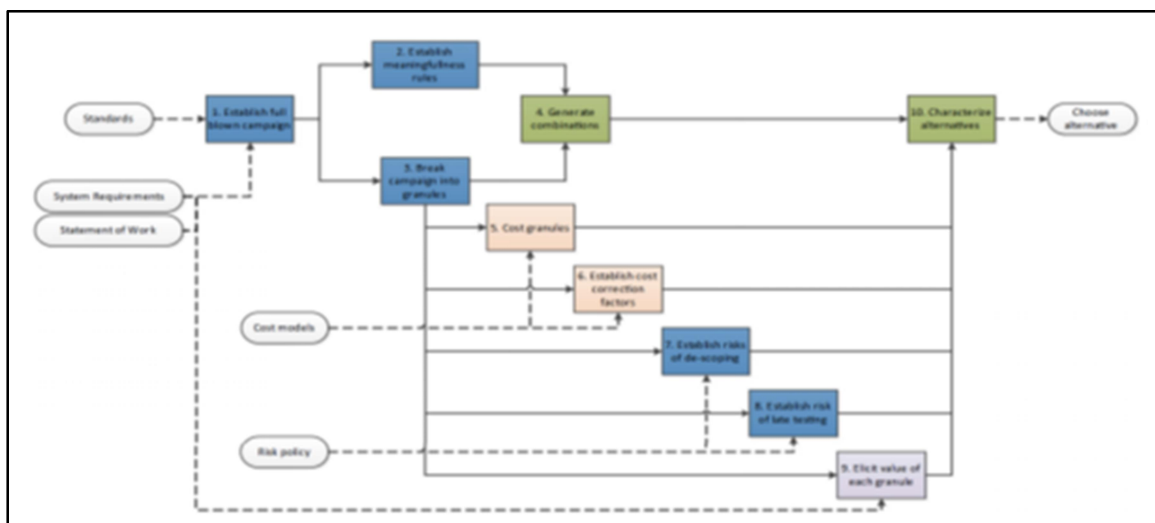 2. Establish
meaningfullness
rules
Standards
1. Establish full
blown campaign
4. Generate
combinations
10. Characterize
alternatives
Choose
alternative
3. Break
campaign into
granules
System Requirements
Statement of Work
5. Cost granules
6. Establish cost
correction
factors
Cost models
7. Establish risks
of de-scoping
8. Establish risk
of late testing
Risk policy
9. Elicit value of
each granule